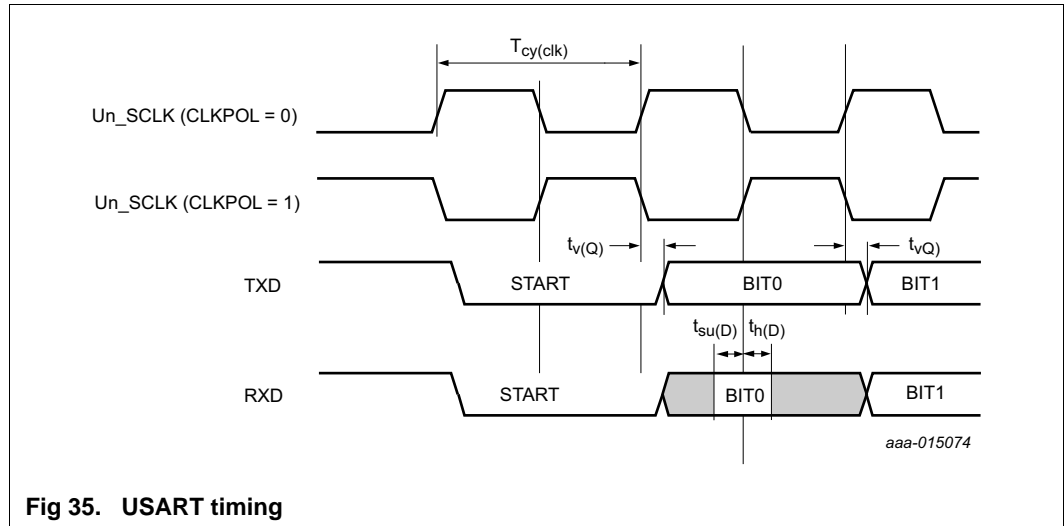 T_cy(clk)
Un_SCLK (CLKPOL = 0)
Un_SCLK (CLKPOL = 1)
t_v(Q) t_vQ)
TXD START BIT0 BIT1
t_su(D) t_h(D)
RXD START BIT0 BIT1
aaa-015074
Fig 35. USART timing